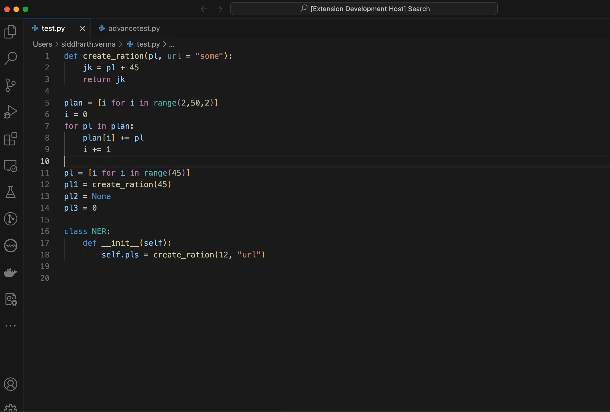 [Extension Development Host] Search
test.py
advancetest.py
Users > siddharth.verma > test.py > ...
1 def create_ration(pl, url = "some"):
2 jk = pl + 45
3 return jk
4
5 plan = [i for i in range(2,50,2)]
6 i = 0
7 for pl in plan:
8 plan[i] += pl
9 i += 1
10
11 pl = [i for i in range(45)]
12 pl1 = create_ration(45)
13 pl2 = None
14 pl3 = 0
15
16 class NER:
17 def __init__(self):
18 self.pls = create_ration(12, "url")
19
20